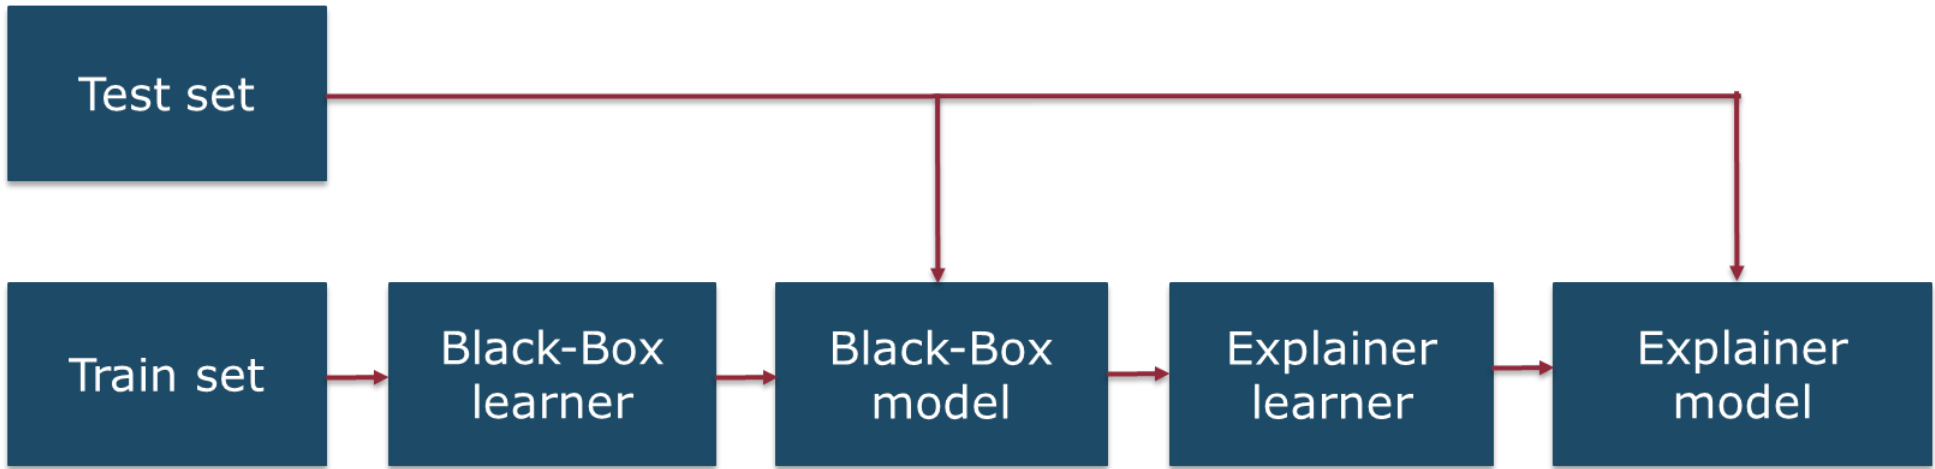 Test set
Train set
Black-Box
learner
Black-Box
model
Explainer
learner
Explainer
model